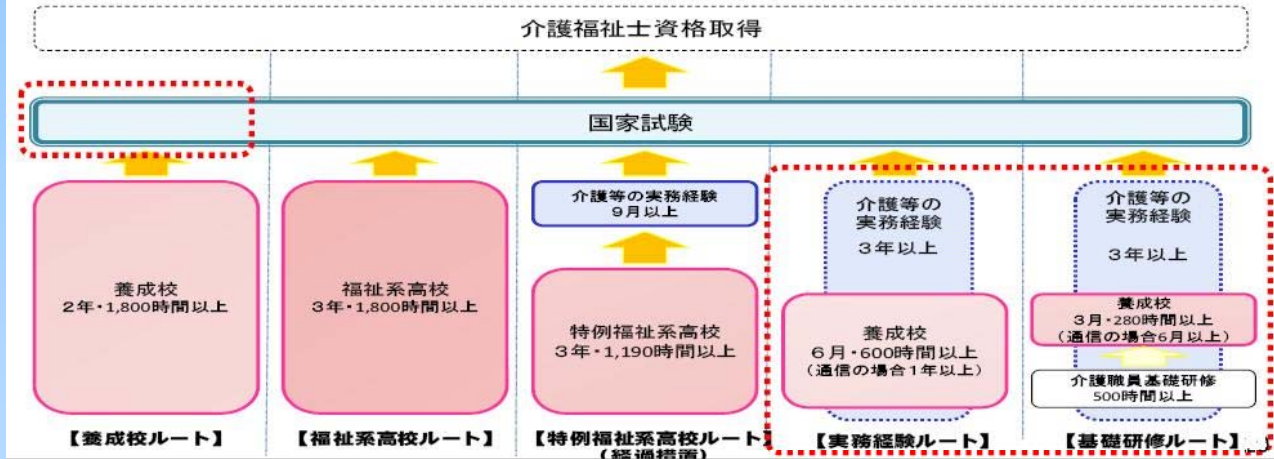 介護福祉士資格取得
国家試験
養成校
2年・1,800時間以上
【養成校ルート】
福祉系高校
3年・1,800時間以上
【福祉系高校ルート】
介護等の実務経験
9月以上
特例福祉系高校
3年・1,190時間以上
【特例福祉系高校ルート】
(経過措置)
介護等の
実務経験
3年以上
養成校
6月・600時間以上
(通信の場合1年以上)
【実務経験ルート】
介護等の
実務経験
3年以上
養成校
3月・280時間以上
(通信の場合6月以上)
介護職員基礎研修
500時間以上
【基礎研修ルート】